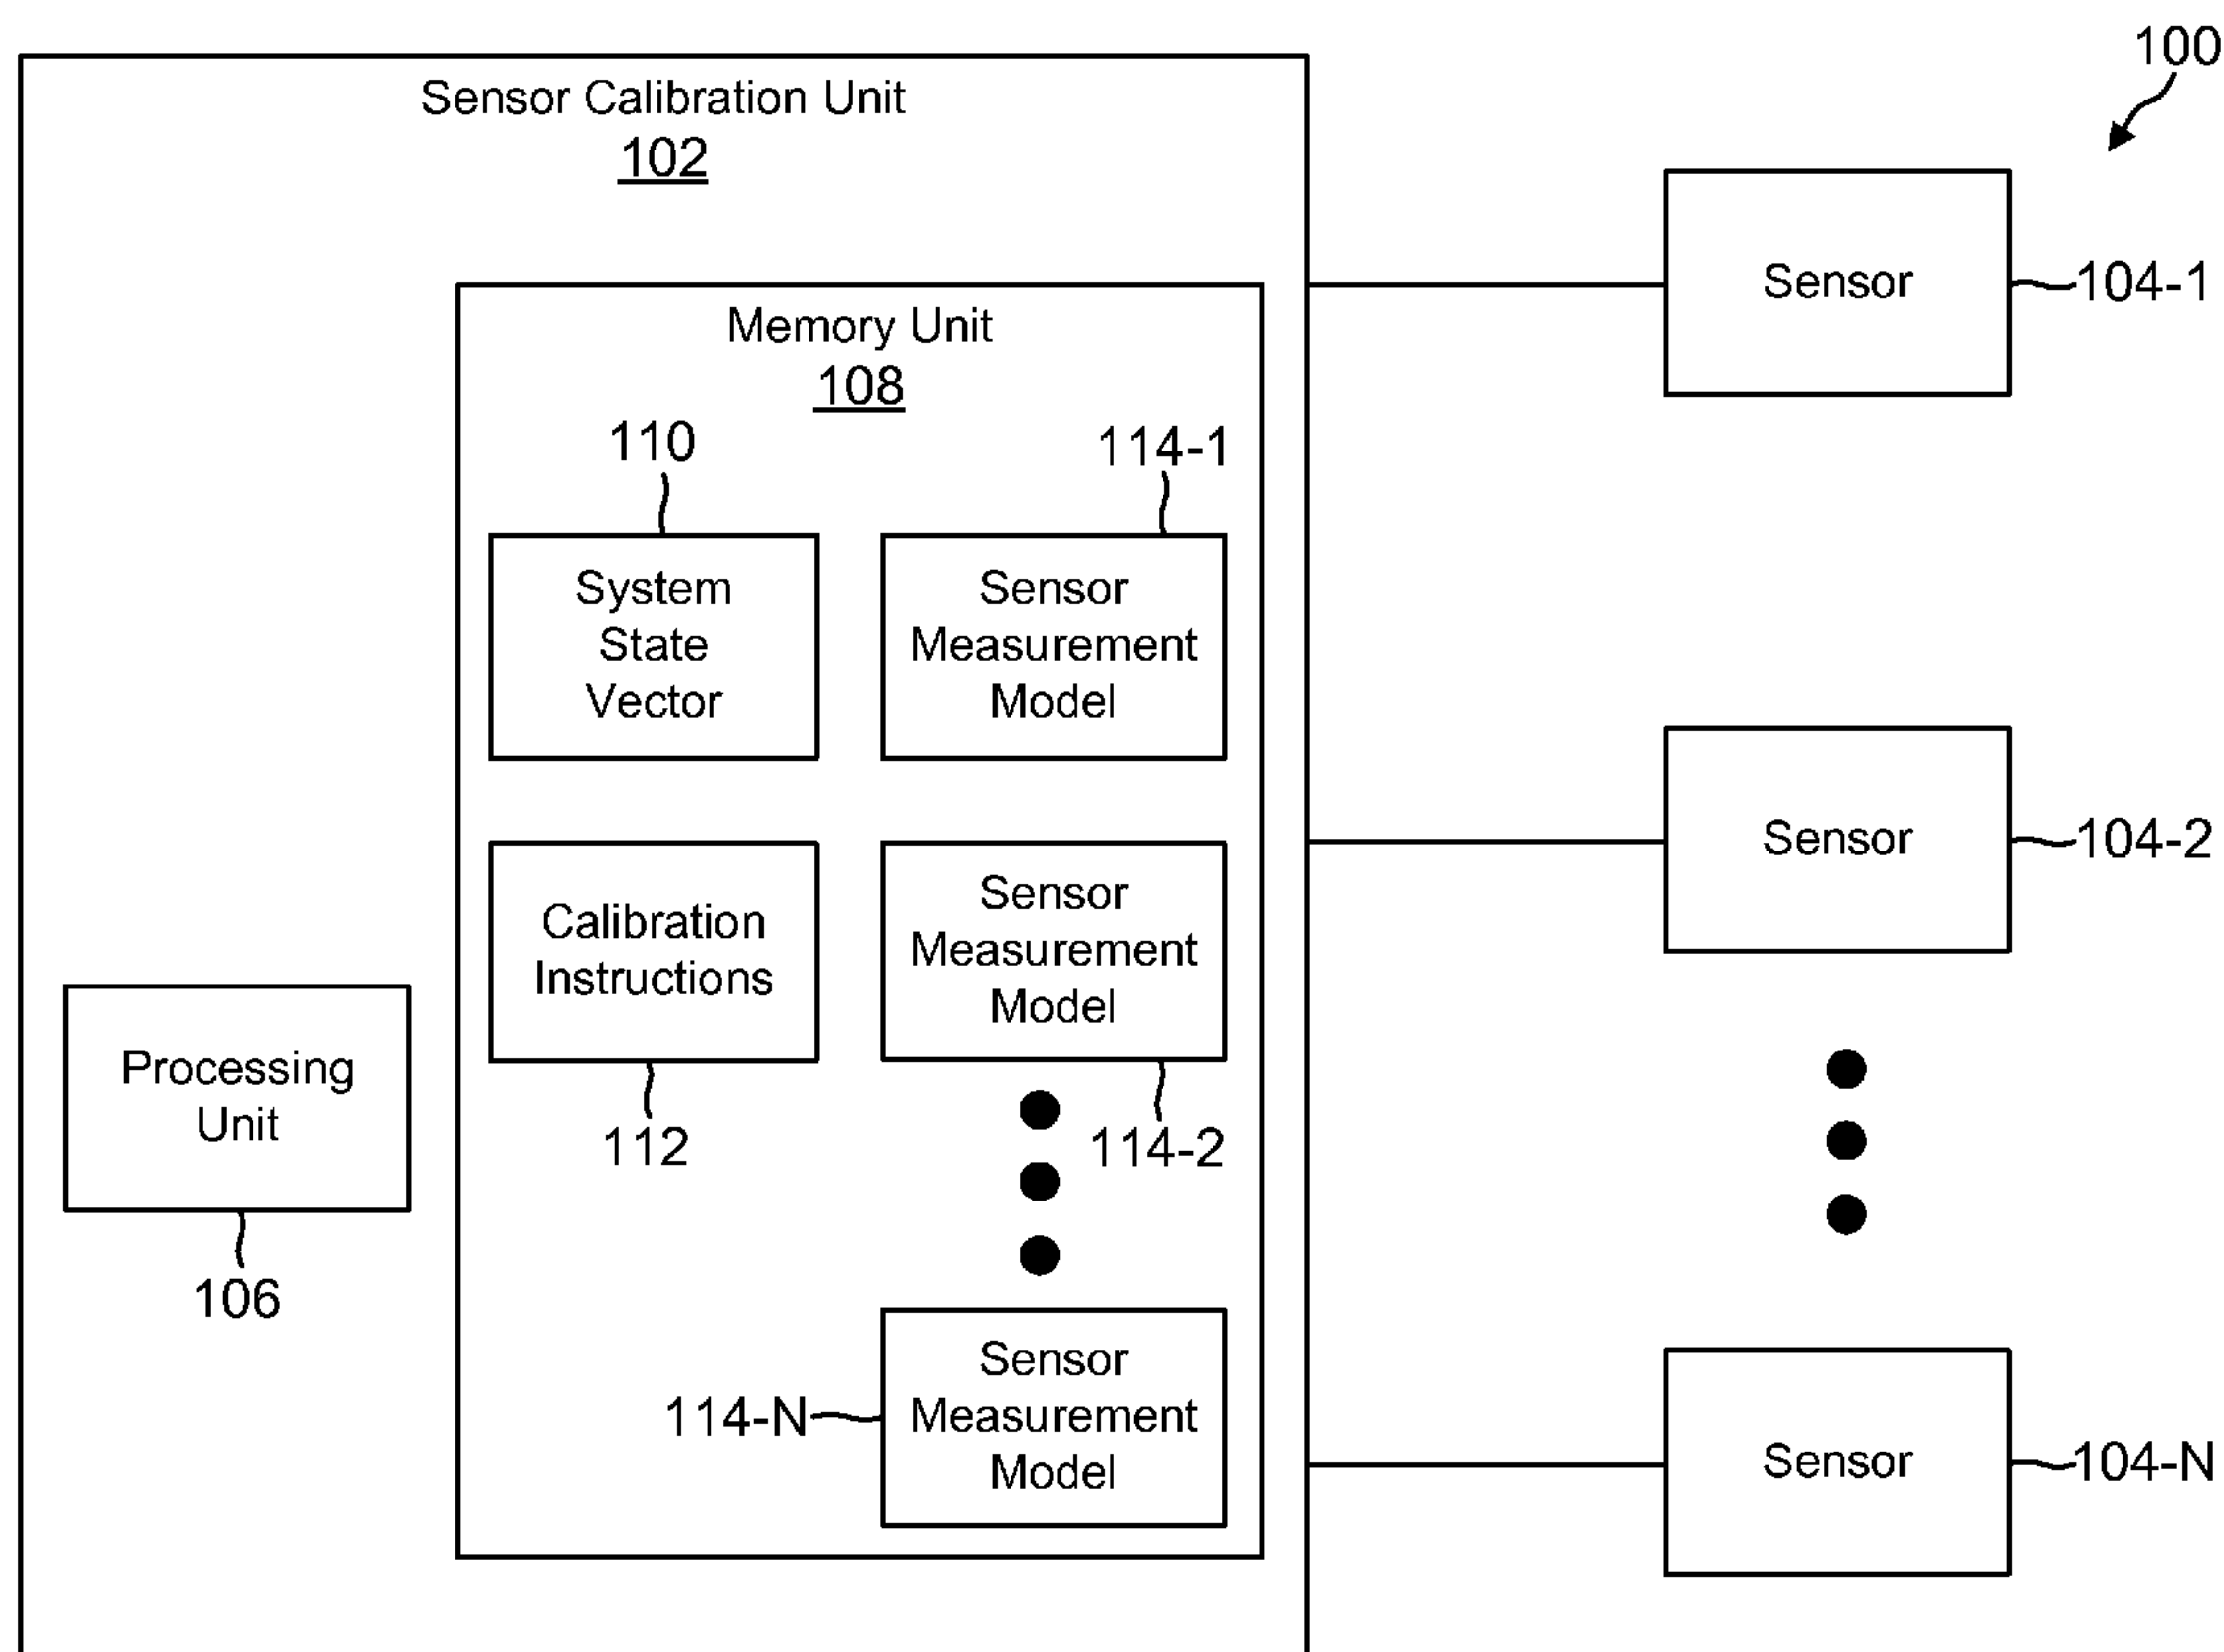 100
Sensor Calibration Unit
102
Sensor
104-1
Memory Unit
108
110
114-1
System
State
Vector
Sensor
Measurement
Model
Sensor
104-2
Calibration
Instructions
Sensor
Measurement
Model
Processing
Unit
112
114-2
106
Sensor
Measurement
Model
114-N
Sensor
104-N